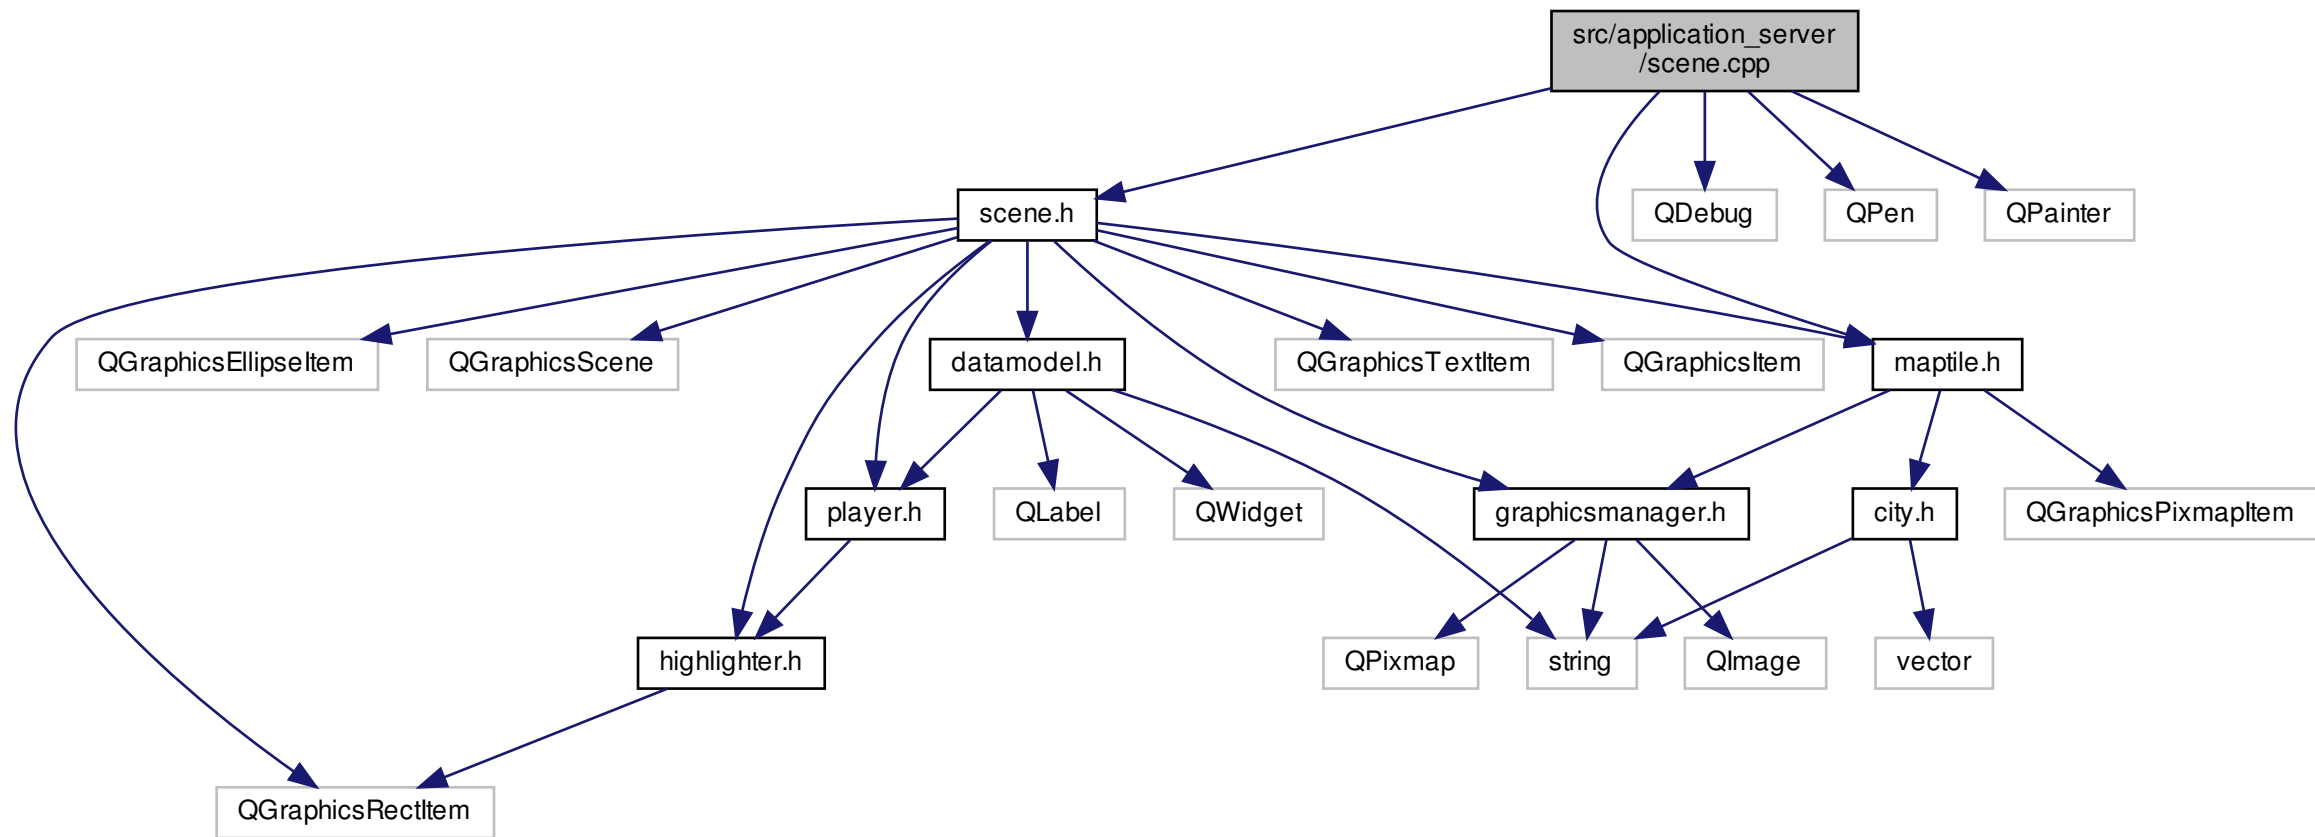 src/application_server
/scene.cpp
scene.h
QDebug
QPen
QPainter
QGraphicsEllipseItem
QGraphicsScene
datamodel.h
QGraphicsTextItem
QGraphicsItem
maptile.h
player.h
QLabel
QWidget
graphicsmanager.h
city.h
QGraphicsPixmapItem
highlighter.h
QPixmap
string
QImage
vector
QGraphicsRectItem